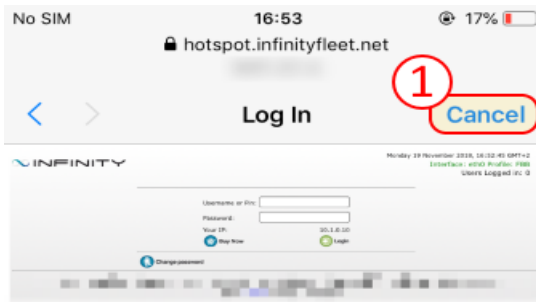 No SIM 16:53 17%
hotspot.infinityfleet.net
1
Log In Cancel
INFINITY
Monday 19 November 2018, 16:52:45 GMT+2
Interface: eth0 Profile: FBB
Users Logged in: 0
Username or Pin:
Password:
Your IP: 10.1.0.10
Buy Now Login
Change password